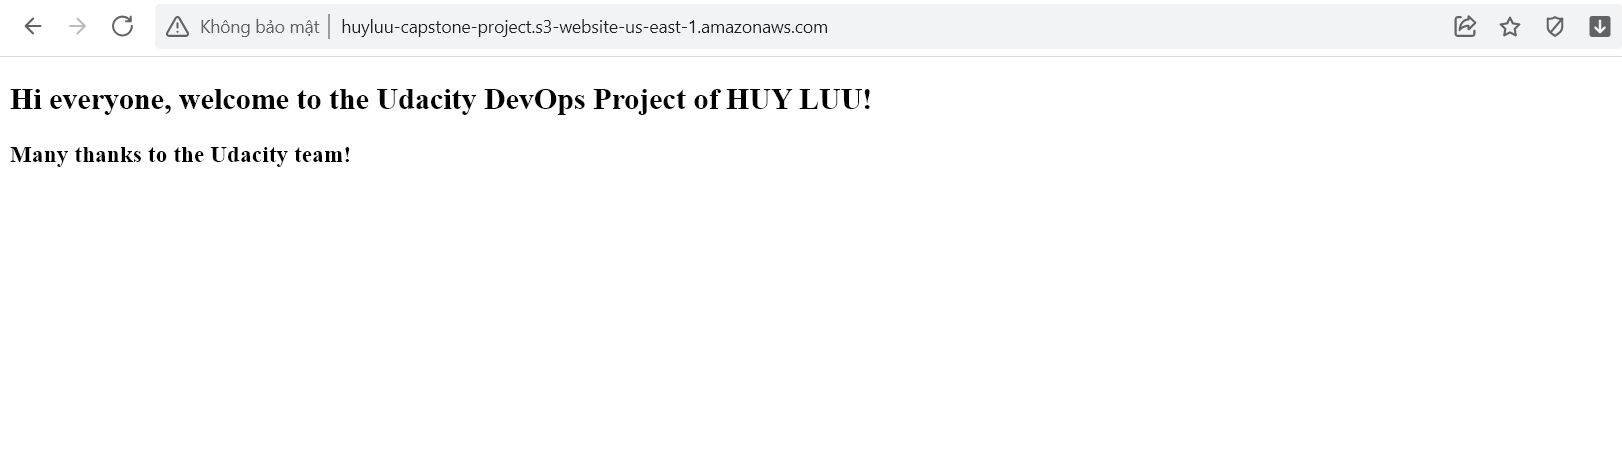 Không bảo mật huyluu-capstone-project.s3-website-us-east-1.amazonaws.com
Hi everyone, welcome to the Udacity DevOps Project of HUY LUU!
Many thanks to the Udacity team!